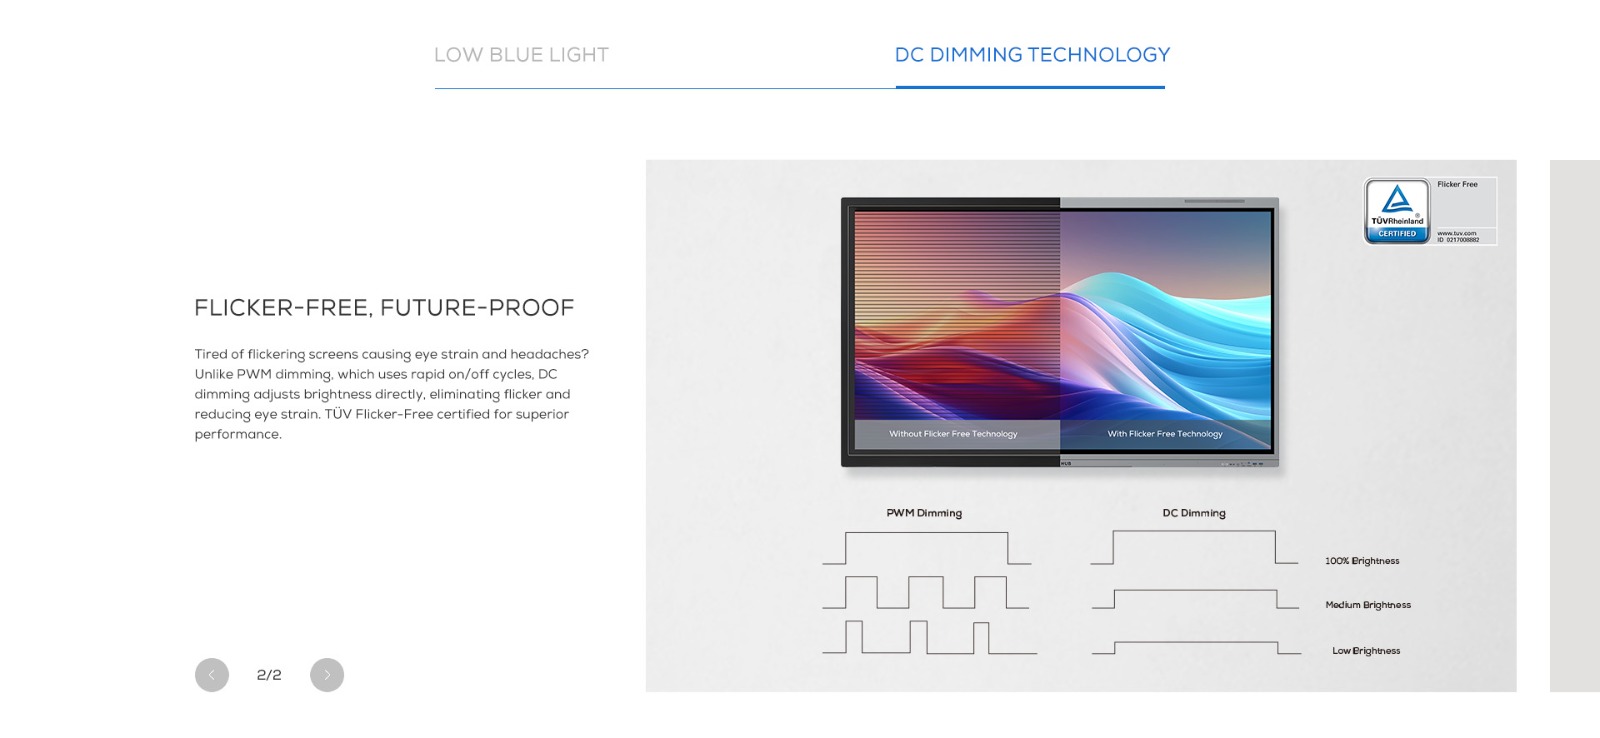 LOW BLUE LIGHT
DC DIMMING TECHNOLOGY
FLICKER-FREE, FUTURE-PROOF
Tired of flickering screens causing eye strain and headaches?
Unlike PWM dimming, which uses rapid on/off cycles, DC
dimming adjusts brightness directly, eliminating flicker and
reducing eye strain. TÜV Flicker-Free certified for superior
performance.
2/2
TÜVRheinland
®
CERTIFIED
Flicker Free
www.tuv.com
ID 0217008882
Without Flicker Free Technology
With Flicker Free Technology
PWM Dimming
DC Dimming
100% Brightness
Medium Brightness
Low Brightness